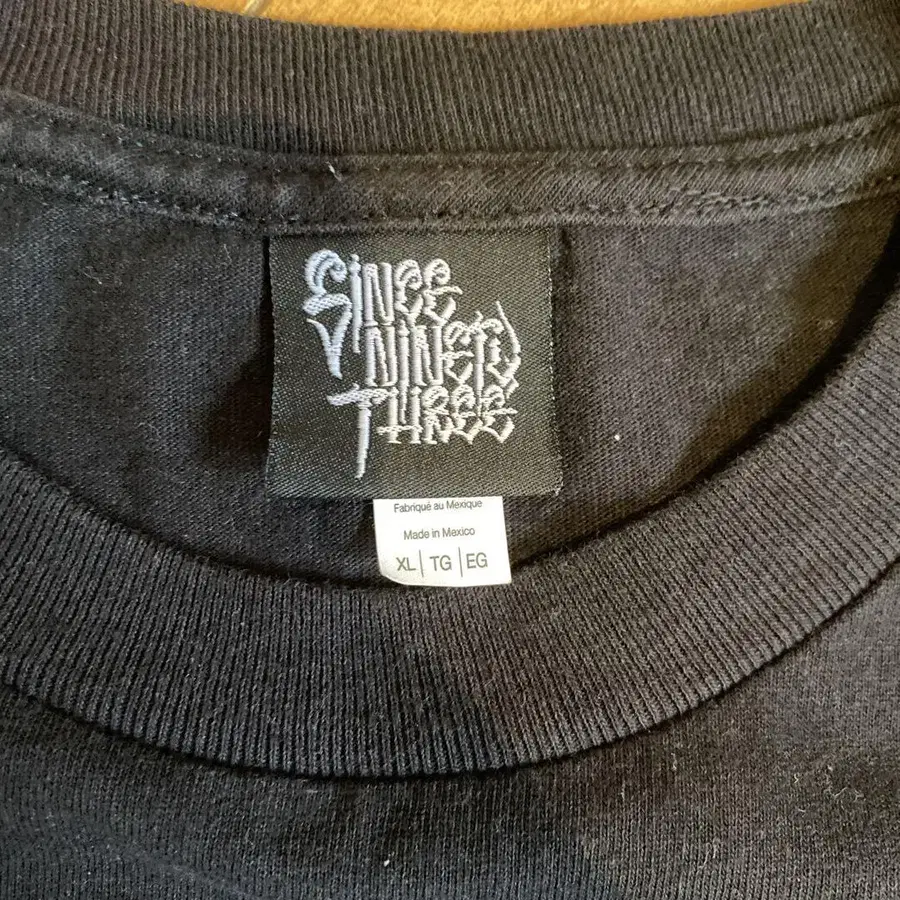 SiNCE
NiNETY
THREE
Fabriqué au Mexique
Made in Mexico
XL | TG | EG